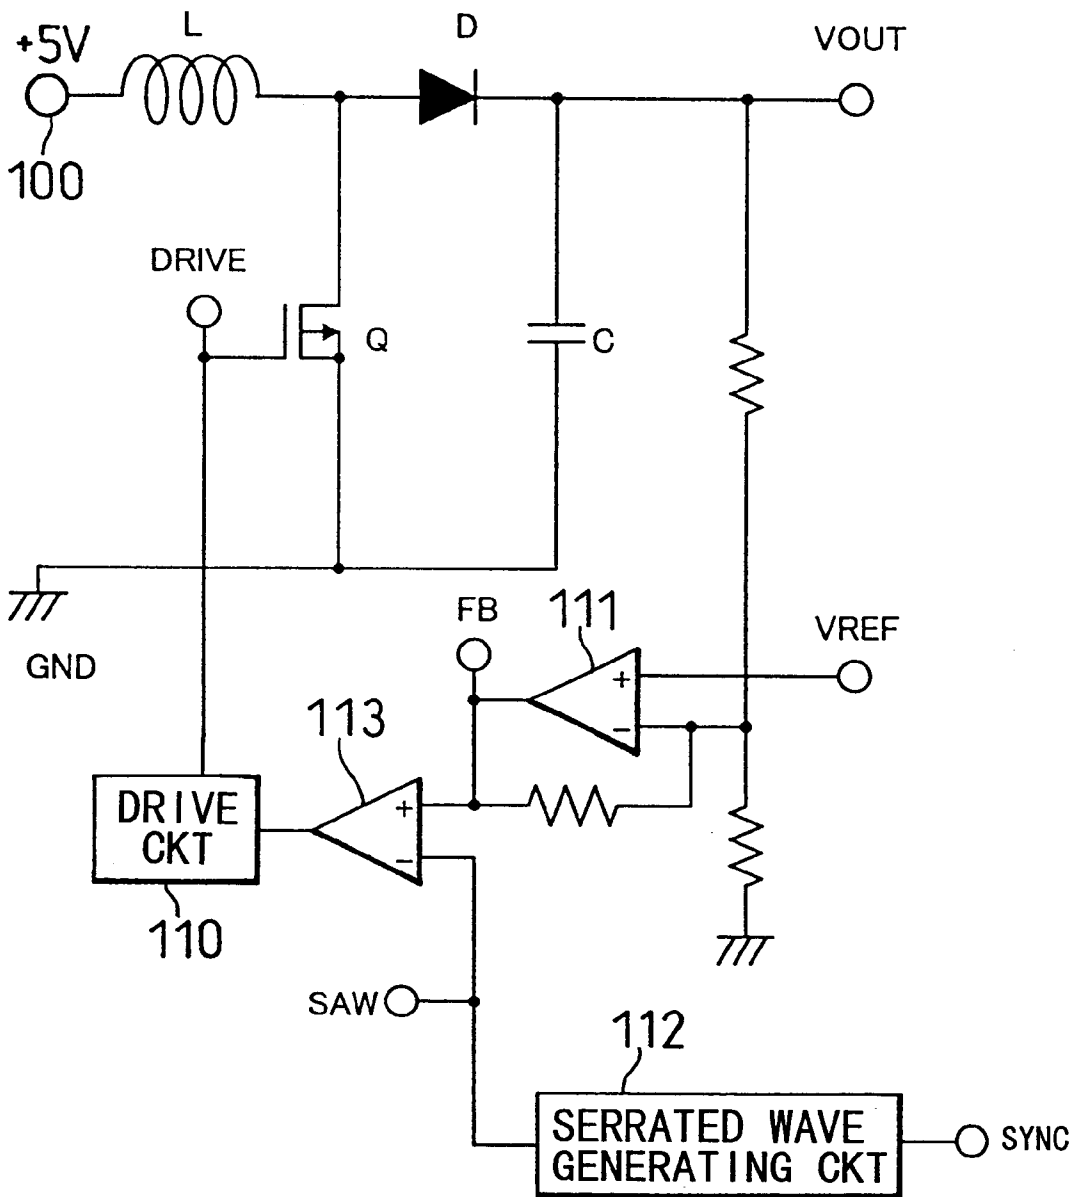 L
D
VOUT
+5V
100
DRIVE
Q
C
GND
FB
111
VREF
+
−
113
+
−
DRIVE
CKT
110
SAW
112
SERRATED WAVE
GENERATING CKT
SYNC